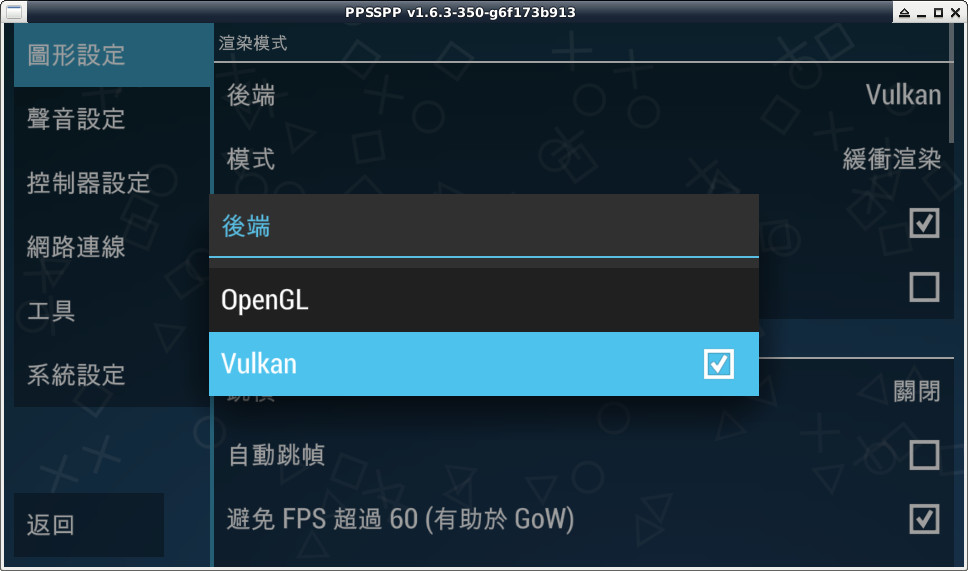 PPSSPP v1.6.3-350-g6f173b913
圖形設定
聲音設定
控制器設定
網路連線
工具
系統設定
返回
渲染模式
後端 Vulkan
模式 緩衝渲染
後端
OpenGL
Vulkan
關閉
自動跳幀
避免 FPS 超過 60 (有助於 GoW)